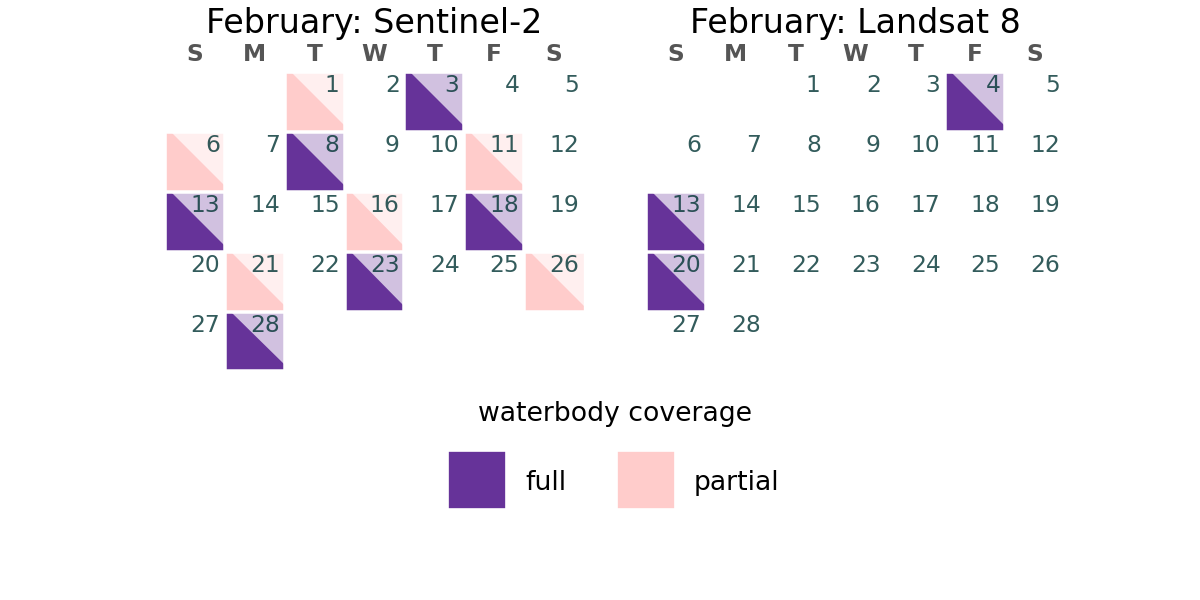 February: Sentinel-2
S M T W T F S
1 2 3 4 5
6 7 8 9 10 11 12
13 14 15 16 17 18 19
20 21 22 23 24 25 26
27 28
February: Landsat 8
S M T W T F S
1 2 3 4 5
6 7 8 9 10 11 12
13 14 15 16 17 18 19
20 21 22 23 24 25 26
27 28
waterbody coverage
full
partial